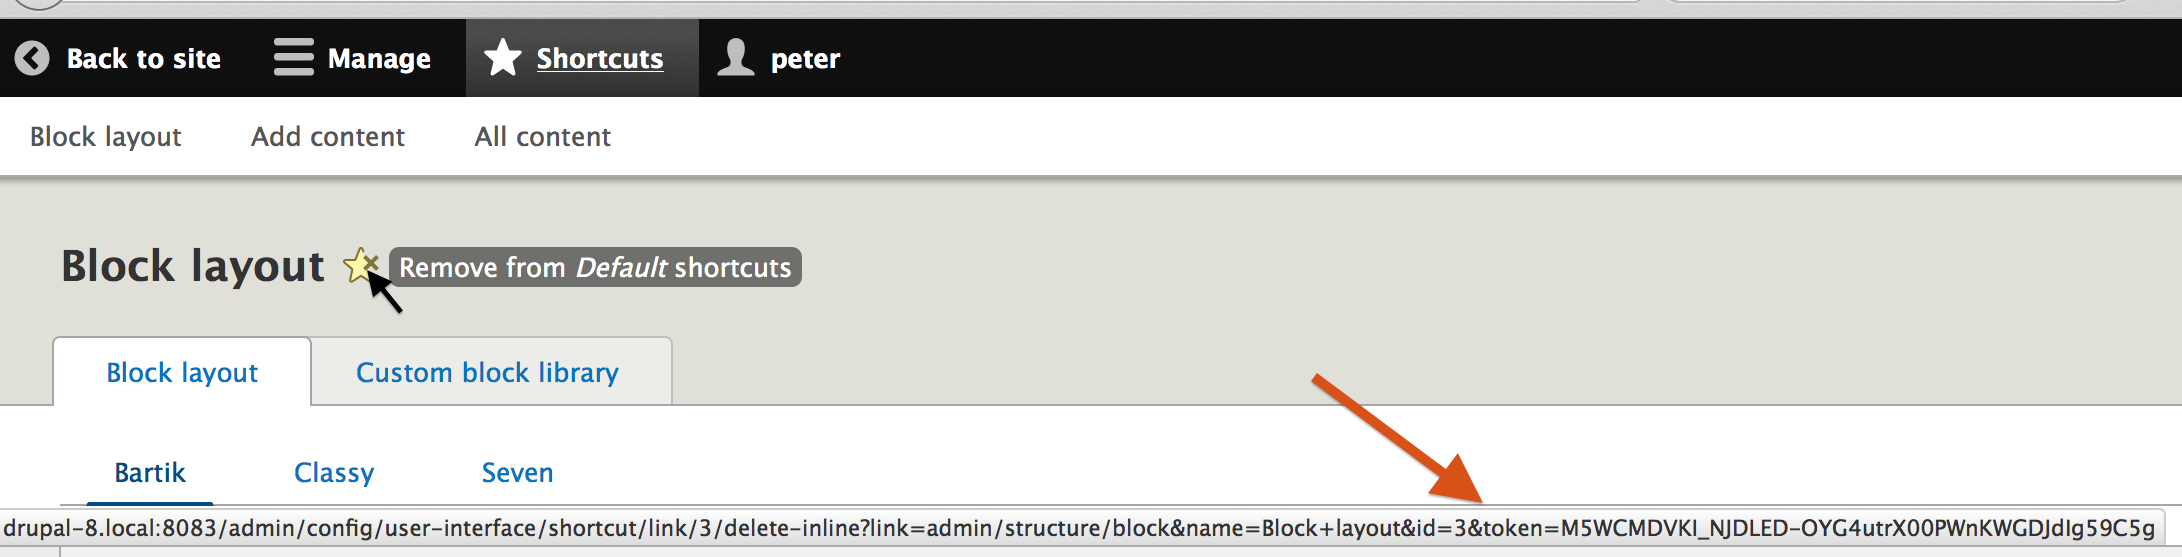 Back to site Manage Shortcuts peter
Block layout Add content All content
Block layout Remove from Default shortcuts
Block layout Custom block library
Bartik Classy Seven
drupal-8.local:8083/admin/config/user-interface/shortcut/link/3/delete-inline?link=admin/structure/block&name=Block+layout&id=3&token=M5WCMDVKI_NJDLED-OYG4utrX00PWnKWGDJdIg59C5g